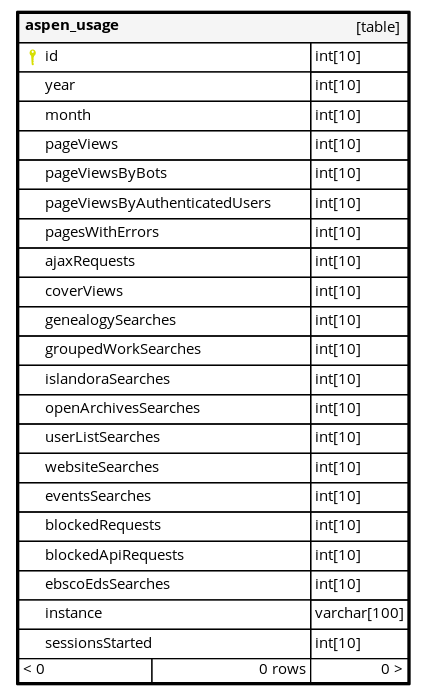 aspen_usage [table]
id int[10]
year int[10]
month int[10]
pageViews int[10]
pageViewsByBots int[10]
pageViewsByAuthenticatedUsers int[10]
pagesWithErrors int[10]
ajaxRequests int[10]
coverViews int[10]
genealogySearches int[10]
groupedWorkSearches int[10]
islandoraSearches int[10]
openArchivesSearches int[10]
userListSearches int[10]
websiteSearches int[10]
eventsSearches int[10]
blockedRequests int[10]
blockedApiRequests int[10]
ebscoEdsSearches int[10]
instance varchar[100]
sessionsStarted int[10]
< 0 0 rows 0 >